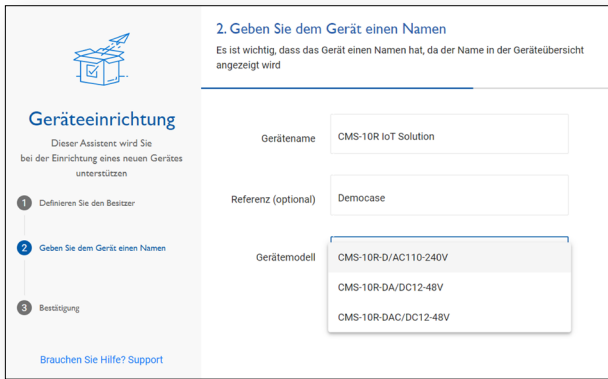 Geräteeinrichtung
Dieser Assistent wird Sie
bei der Einrichtung eines neuen Gerätes
unterstützen
1 Definieren Sie den Besitzer
2 Geben Sie dem Gerät einen Namen
3 Bestätigung
Brauchen Sie Hilfe? Support
2. Geben Sie dem Gerät einen Namen
Es ist wichtig, dass das Gerät einen Namen hat, da der Name in der Geräteübersicht
angezeigt wird
Gerätename CMS-10R IoT Solution
Referenz (optional) Democase
Gerätemodell
CMS-10R-D/AC110-240V
CMS-10R-DA/DC12-48V
CMS-10R-DAC/DC12-48V